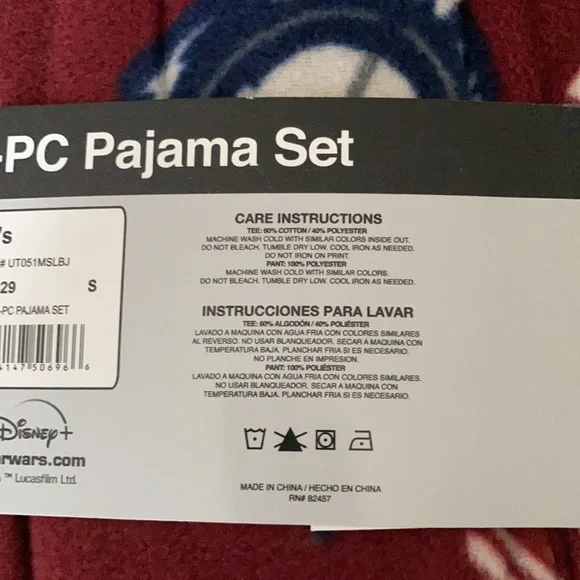 -PC Pajama Set
's
# UT051MSLBJ
29 S
-PC PAJAMA SET
4147 50696 6
Disney+
rwars.com
™ Lucasfilm Ltd.
CARE INSTRUCTIONS
TEE: 60% COTTON / 40% POLYESTER
MACHINE WASH COLD WITH SIMILAR COLORS INSIDE OUT.
DO NOT BLEACH. TUMBLE DRY LOW. COOL IRON AS NEEDED.
DO NOT IRON ON PRINT.
PANT: 100% POLYESTER
MACHINE WASH COLD WITH SIMILAR COLORS.
DO NOT BLEACH. TUMBLE DRY LOW. COOL IRON AS NEEDED.
INSTRUCCIONES PARA LAVAR
TEE: 60% ALGODÓN / 40% POLIÉSTER
LAVADO A MAQUINA CON AGUA FRIA CON COLORES SIMILARES
AL REVERSO. NO USAR BLANQUEADOR. SECAR A MAQUINA CON
TEMPERATURA BAJA. PLANCHAR FRIA SI ES NECESARIO.
NO PLANCHE EN IMPRESIÓN.
PANT: 100% POLIÉSTER
LAVADO A MAQUINA CON AGUA FRIA CON COLORES SIMILARES.
NO USAR BLANQUEADOR. SECAR A MAQUINA CON
TEMPERATURA BAJA. PLANCHAR FRIA SI ES NECESARIO.
MADE IN CHINA / HECHO EN CHINA
RN# 82457